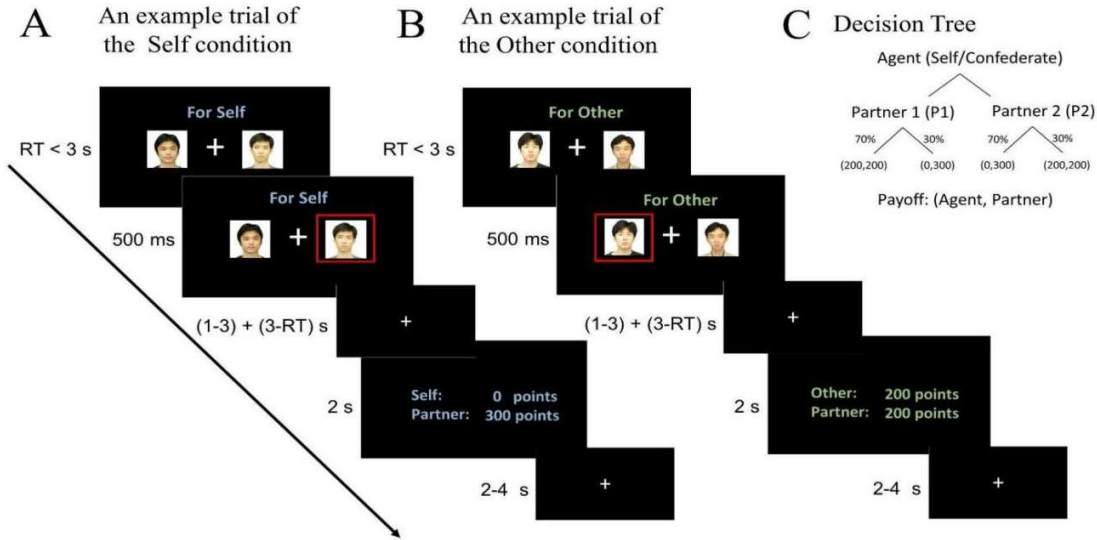 A
An example trial of
the Self condition
For Self
+
RT < 3 s
For Self
+
500 ms
(1-3) + (3-RT) s
+
2 s
Self: 0 points
Partner: 300 points
2-4 s
+
B
An example trial of
the Other condition
For Other
+
RT < 3 s
For Other
+
500 ms
(1-3) + (3-RT) s
+
2 s
Other: 200 points
Partner: 200 points
2-4 s
+
C
Decision Tree
Agent (Self/Confederate)
Partner 1 (P1) Partner 2 (P2)
70% 30% 70% 30%
(200,200) (0,300) (0,300) (200,200)
Payoff: (Agent, Partner)